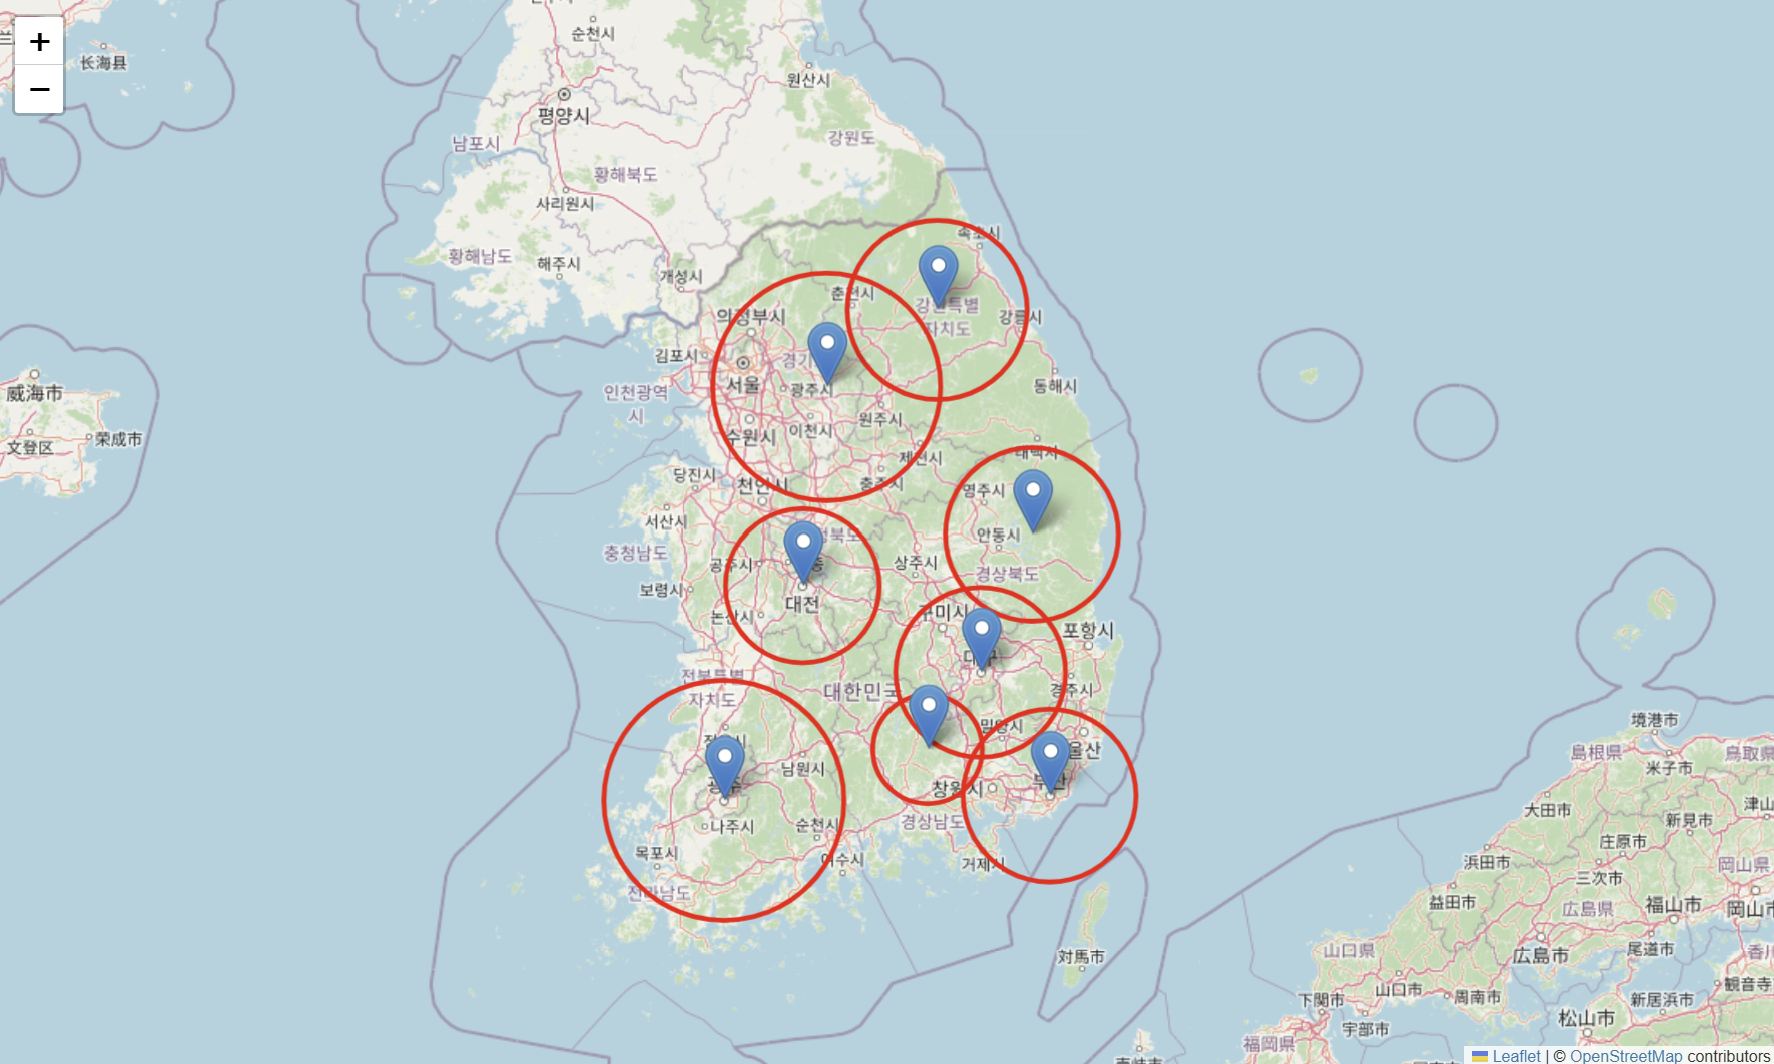 +
−
순천시
长海县
원산시
평양시
강원도
남포시
황해북도
사리원시
속초시
황해남도
해주시
개성시
춘천시
강원특별
자치도
강릉시
의정부시
김포시
경기
서울
광주시
동해시
威海市
인천광역
시
원주시
荣成市
文登区
수원시
이천시
제천시
태백시
당진시
천안시
충주시
영주시
서산시
안동시
충청남도
공주시
상주시
경상북도
보령시
대전
논산시
구미시
포항시
대구
전북특별
자치도
대한민국
경주시
밀양시
울산
境港市
島根県
鳥取県
米子市
남원시
광주
부산
창원시
大田市
津山
新見市
나주시
순천시
경상남도
庄原市
목포시
여수시
거제시
浜田市
岡山県
三次市
전라남도
益田市
広島県
福山市
岡山市
対馬市
山口県
広島市
尾道市
香川
山口市
周南市
観音寺
下関市
新居浜市
宇部市
松山市
福岡県
Leaflet | © OpenStreetMap contributors